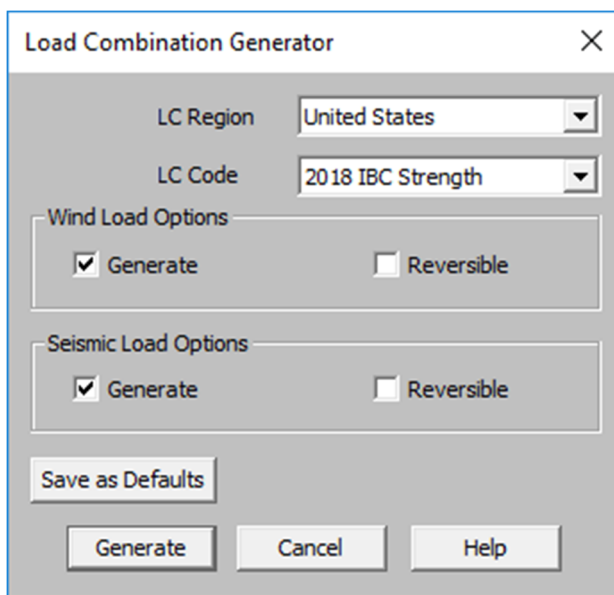 Load Combination Generator
LC Region United States
LC Code 2018 IBC Strength
Wind Load Options
Generate Reversible
Seismic Load Options
Generate Reversible
Save as Defaults
Generate Cancel Help